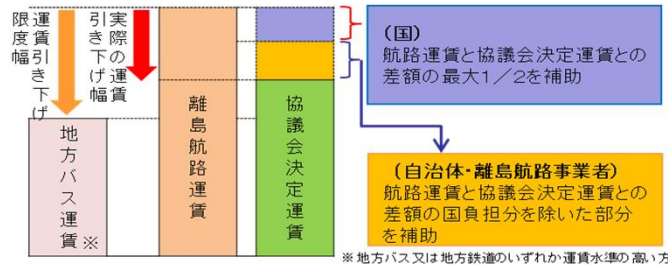 運賃引き下げ
限度幅
実際の運賃
引き下げ幅
地方バス運賃※
離島航路運賃
協議会決定運賃
（国）
航路運賃と協議会決定運賃との
差額の最大1／2を補助
（自治体・離島航路事業者）
航路運賃と協議会決定運賃との
差額の国負担分を除いた部分
を補助
※地方バス又は地方鉄道のいずれか運賃水準の高い方